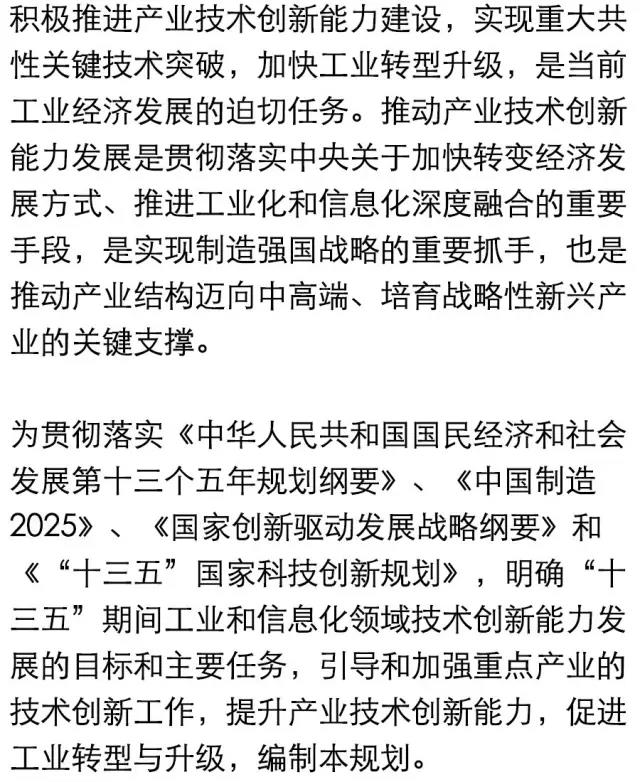 积极推进产业技术创新能力建设，实现重大共
性关键技术突破，加快工业转型升级，是当前
工业经济发展的迫切任务。推动产业技术创新
能力发展是贯彻落实中央关于加快转变经济发
展方式、推进工业化和信息化深度融合的重要
手段，是实现制造强国战略的重要抓手，也是
推动产业结构迈向中高端、培育战略性新兴产
业的关键支撑。
为贯彻落实《中华人民共和国国民经济和社会
发展第十三个五年规划纲要》、《中国制造
2025》、《国家创新驱动发展战略纲要》和
《“十三五”国家科技创新规划》，明确“十
三五”期间工业和信息化领域技术创新能力发
展的目标和主要任务，引导和加强重点产业的
技术创新工作，提升产业技术创新能力，促进
工业转型与升级，编制本规划。